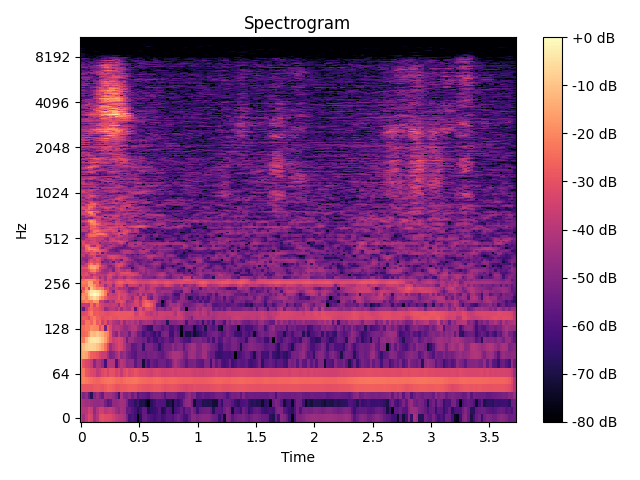 Spectrogram
8192
4096
2048
1024
512
256
128
64
0
Hz
0
0.5
1
1.5
2
2.5
3
3.5
Time
+0 dB
-10 dB
-20 dB
-30 dB
-40 dB
-50 dB
-60 dB
-70 dB
-80 dB